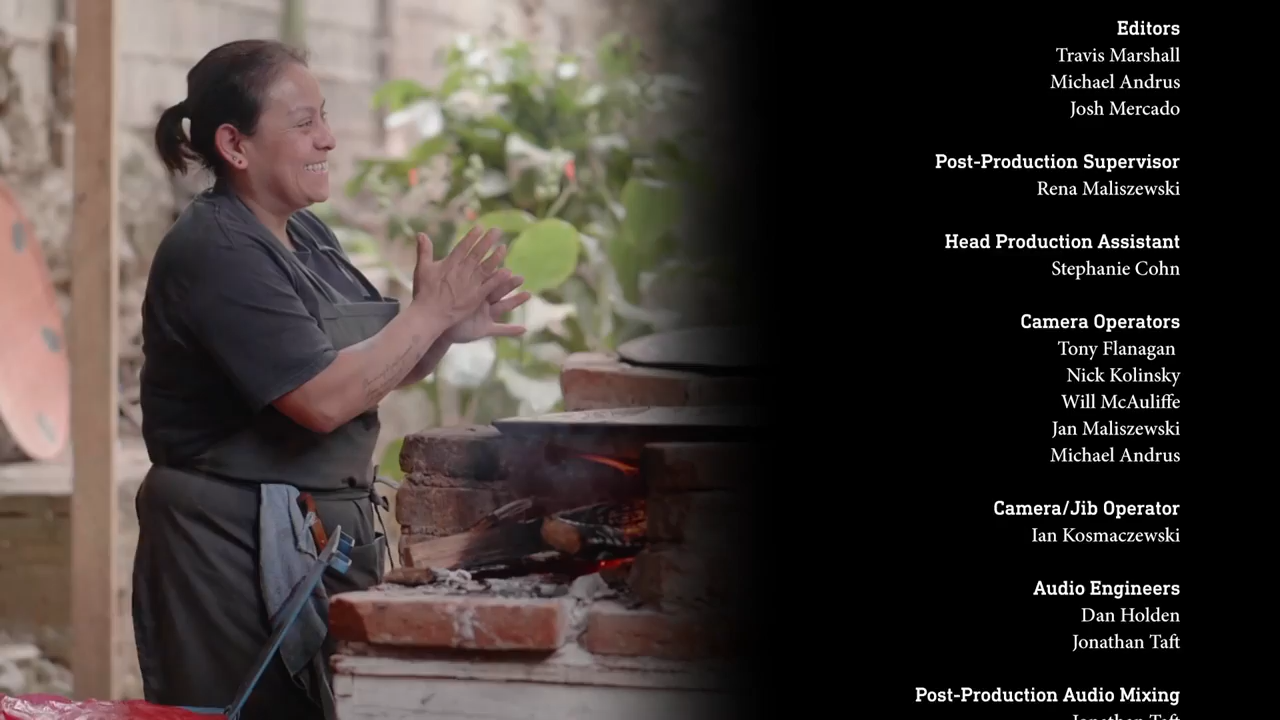 Editors
Travis Marshall
Michael Andrus
Josh Mercado
Post-Production Supervisor
Rena Maliszewski
Head Production Assistant
Stephanie Cohn
Camera Operators
Tony Flanagan
Nick Kolinsky
Will McAuliffe
Jan Maliszewski
Michael Andrus
Camera/Jib Operator
Ian Kosmaczewski
Audio Engineers
Dan Holden
Jonathan Taft
Post-Production Audio Mixing
Jonathan Taft